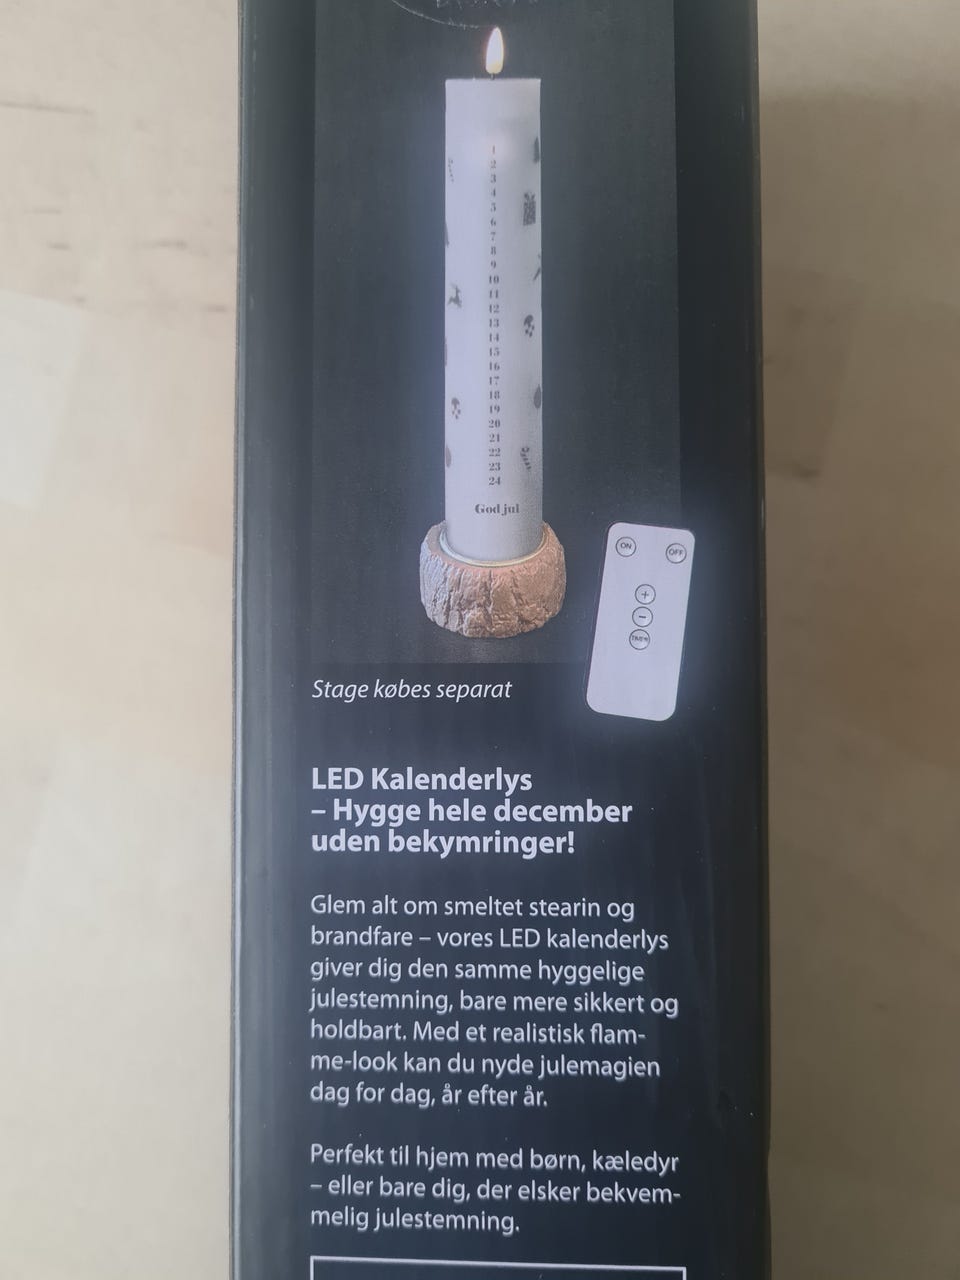 1
2
3
4
5
6
7
8
9
10
11
12
13
14
15
16
17
18
19
20
21
22
23
24
God jul
ON
OFF
+
−
TIMER
Stage købes separat
LED Kalenderlys
– Hygge hele december
uden bekymringer!
Glem alt om smeltet stearin og
brandfare – vores LED kalenderlys
giver dig den samme hyggelige
julestemning, bare mere sikkert og
holdbart. Med et realistisk flam-
me-look kan du nyde julemagien
dag for dag, år efter år.
Perfekt til hjem med børn, kæledyr
– eller bare dig, der elsker bekvem-
melig julestemning.